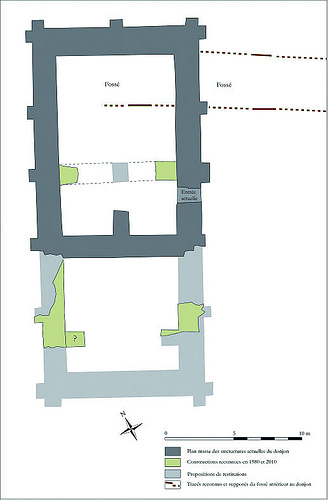 Fossé
Fossé
Entrée
actuelle
?
N
0 5 10 m
Plan masse des structures actuelles du donjon
Constructions reconnues en 1980 et 2010
Propositions de restitutions
Tracés reconnus et supposés du fossé antérieur au donjon